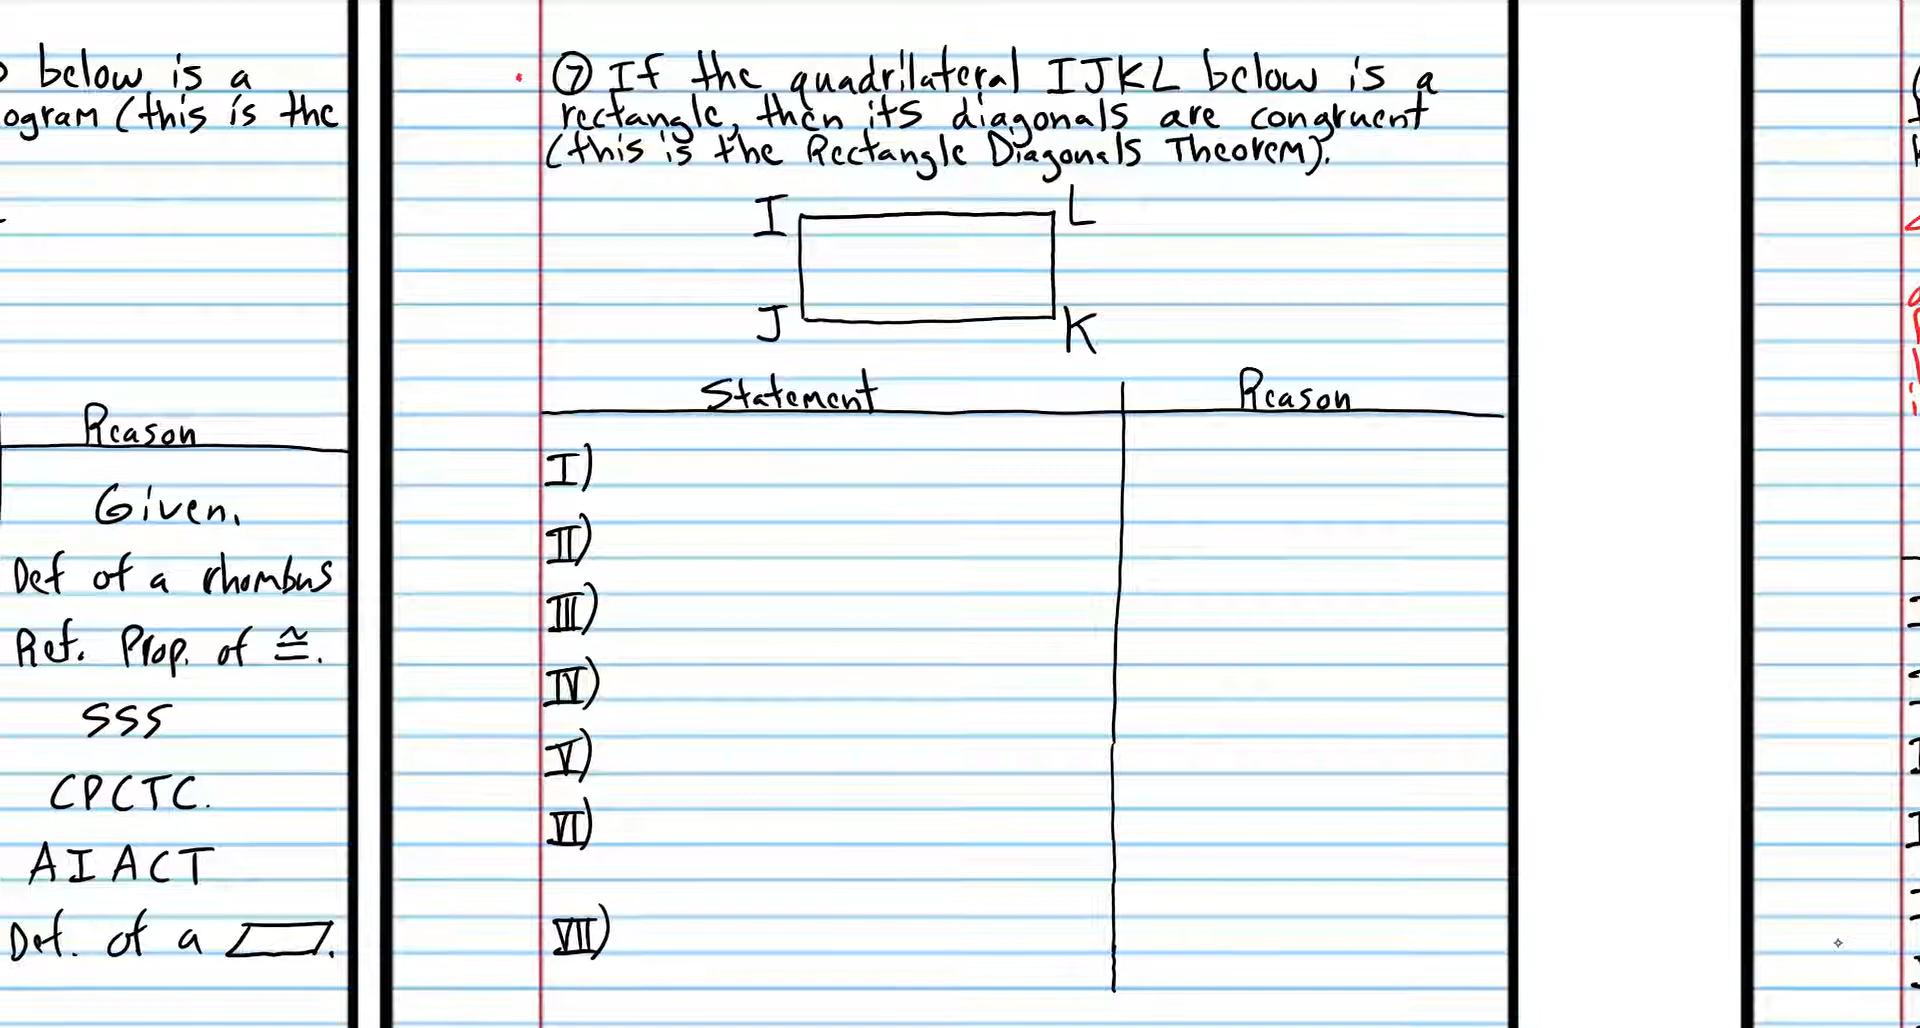 below is a
ogram (this is the
Reason
Given.
Def of a rhombus
Ref. Prop. of ≅.
SSS
CPCTC.
AIACT
Def. of a ▱.
⑦ If the quadrilateral IJKL below is a
rectangle, then its diagonals are congruent
(this is the Rectangle Diagonals Theorem).
I L
J K
Statement Reason
I)
II)
III)
IV)
V)
VI)
VII)